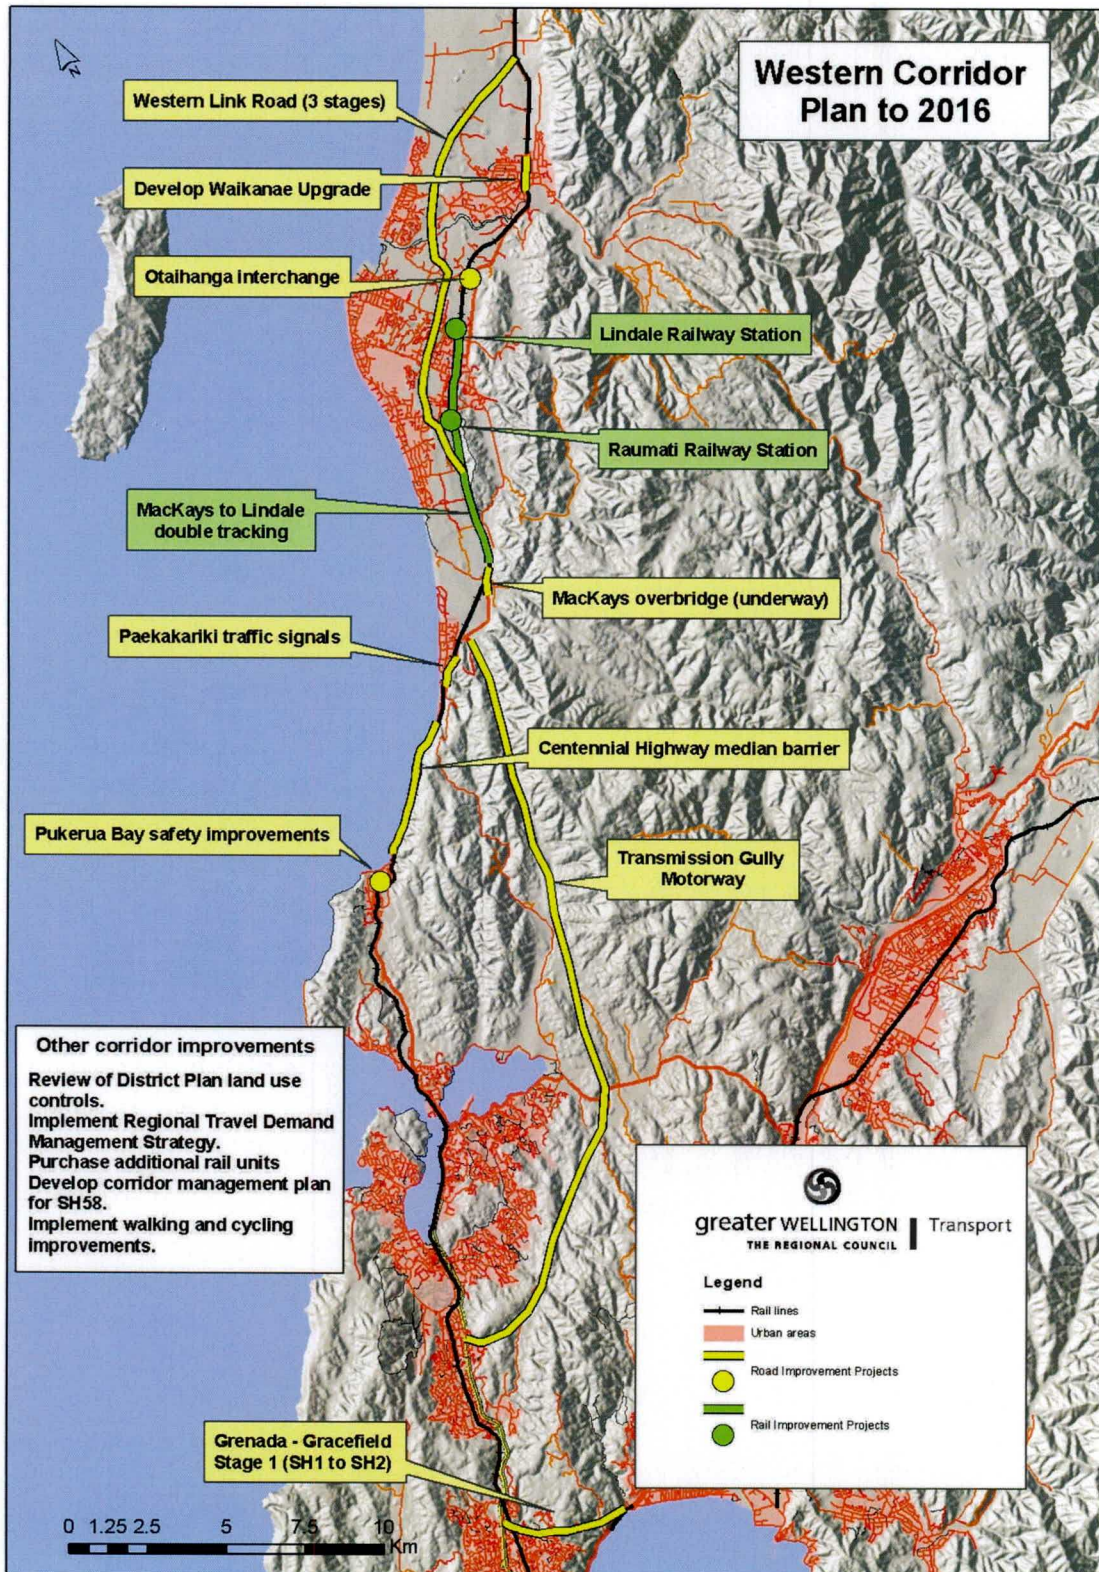 Western Corridor
Plan to 2016
N
Western Link Road (3 stages)
Develop Waikanae Upgrade
Otaihanga interchange
Lindale Railway Station
Raumati Railway Station
MacKays to Lindale
double tracking
MacKays overbridge (underway)
Paekakariki traffic signals
Centennial Highway median barrier
Pukerua Bay safety improvements
Transmission Gully
Motorway
Other corridor improvements
Review of District Plan land use
controls.
Implement Regional Travel Demand
Management Strategy.
Purchase additional rail units
Develop corridor management plan
for SH58.
Implement walking and cycling
improvements.
greater WELLINGTON
THE REGIONAL COUNCIL
Transport
Legend
Rail lines
Urban areas
Road Improvement Projects
Rail Improvement Projects
Grenada - Gracefield
Stage 1 (SH1 to SH2)
0 1.25 2.5 5 7.5 10
Km